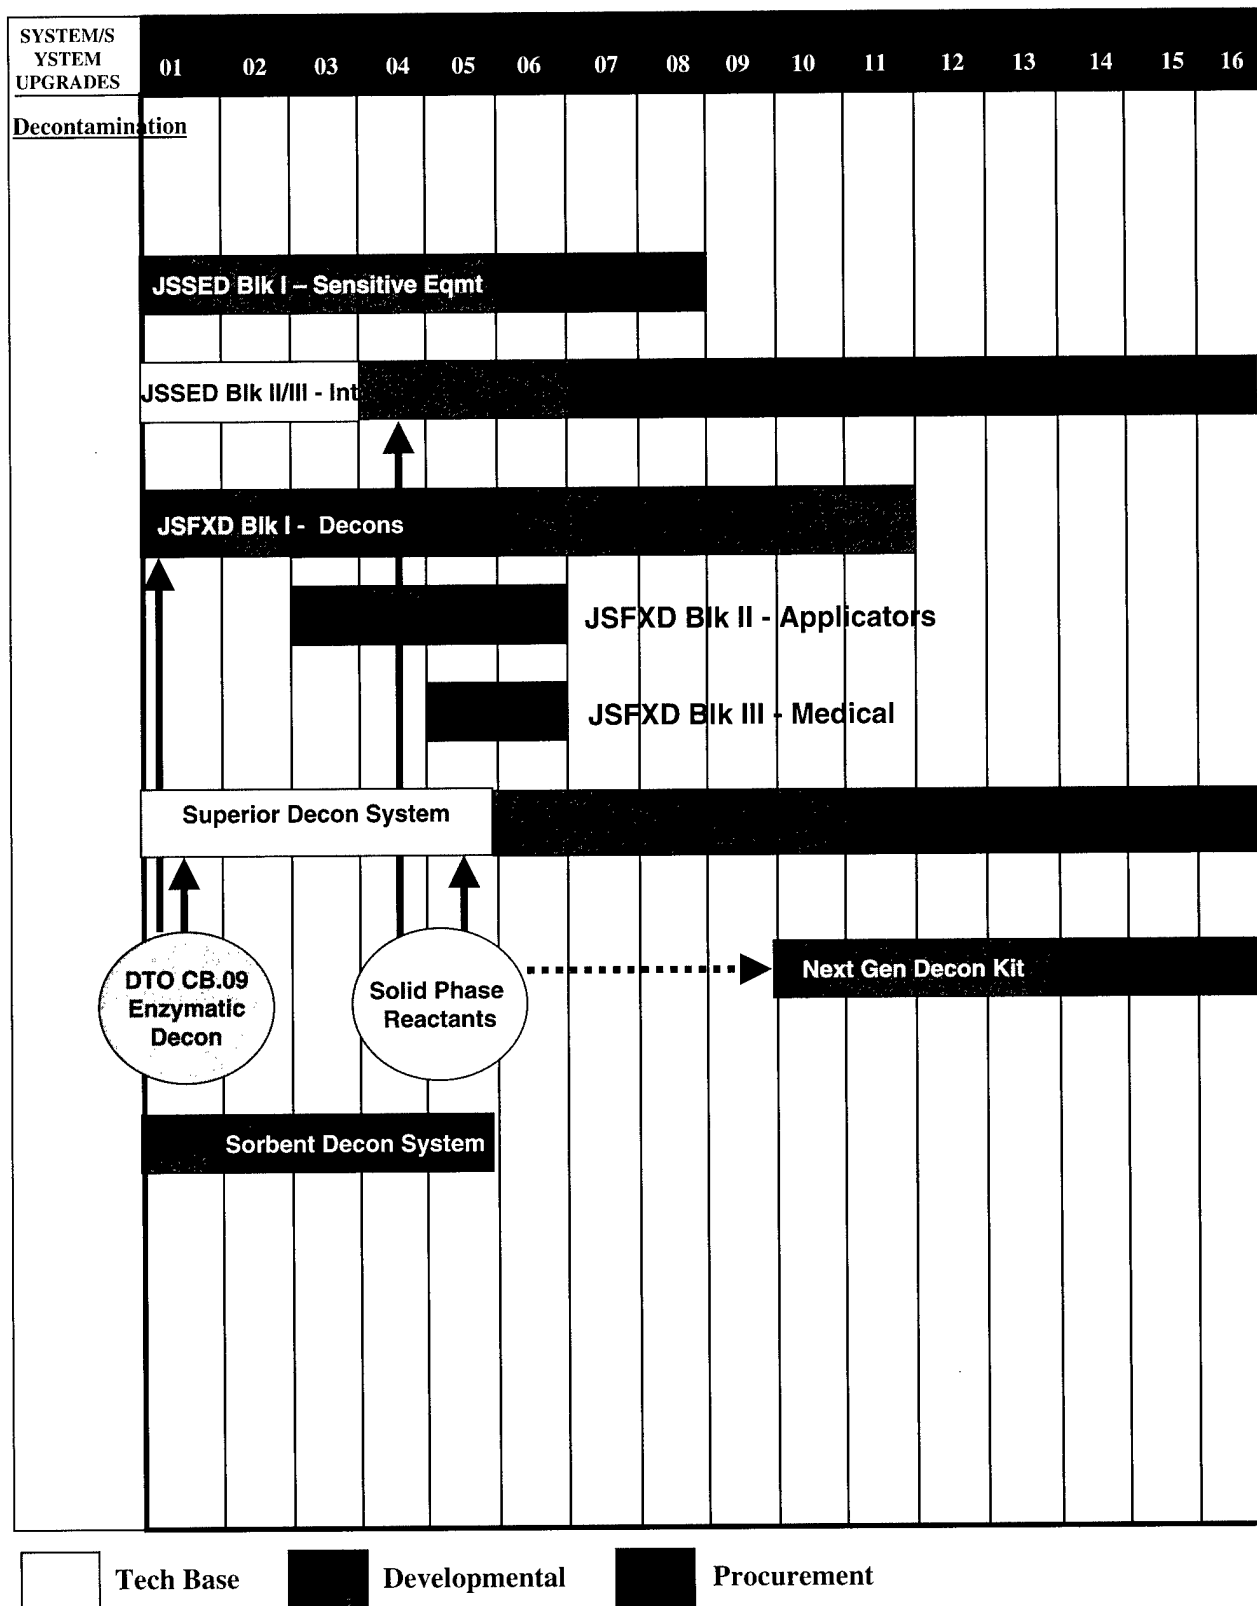 SYSTEM/S
YSTEM
UPGRADES
01 02 03 04 05 06 07 08 09 10 11 12 13 14 15 16
Decontamination
JSSED Blk I – Sensitive Eqmt
JSSED Blk II/III - Int
JSFXD Blk I - Decons
JSFXD Blk II - Applicators
JSFXD Blk III - Medical
Superior Decon System
DTO CB.09
Enzymatic
Decon
Solid Phase
Reactants
Next Gen Decon Kit
Sorbent Decon System
Tech Base Developmental Procurement